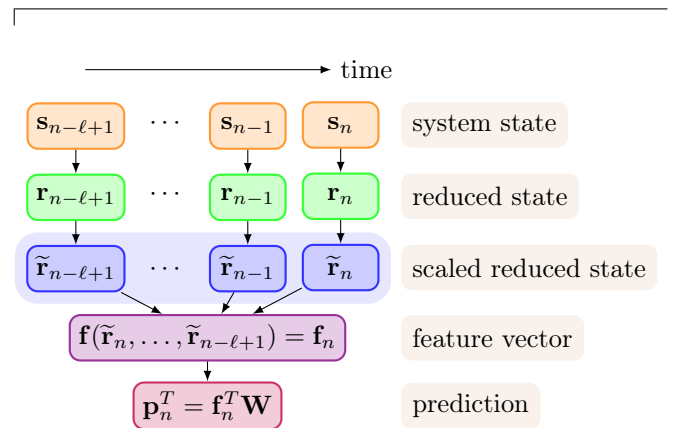 time
s_{n−ℓ+1} ⋯ s_{n−1} s_n system state
r_{n−ℓ+1} ⋯ r_{n−1} r_n reduced state
r̃_{n−ℓ+1} ⋯ r̃_{n−1} r̃_n scaled reduced state
f(r̃_n, …, r̃_{n−ℓ+1}) = f_n feature vector
p_n^T = f_n^T W prediction